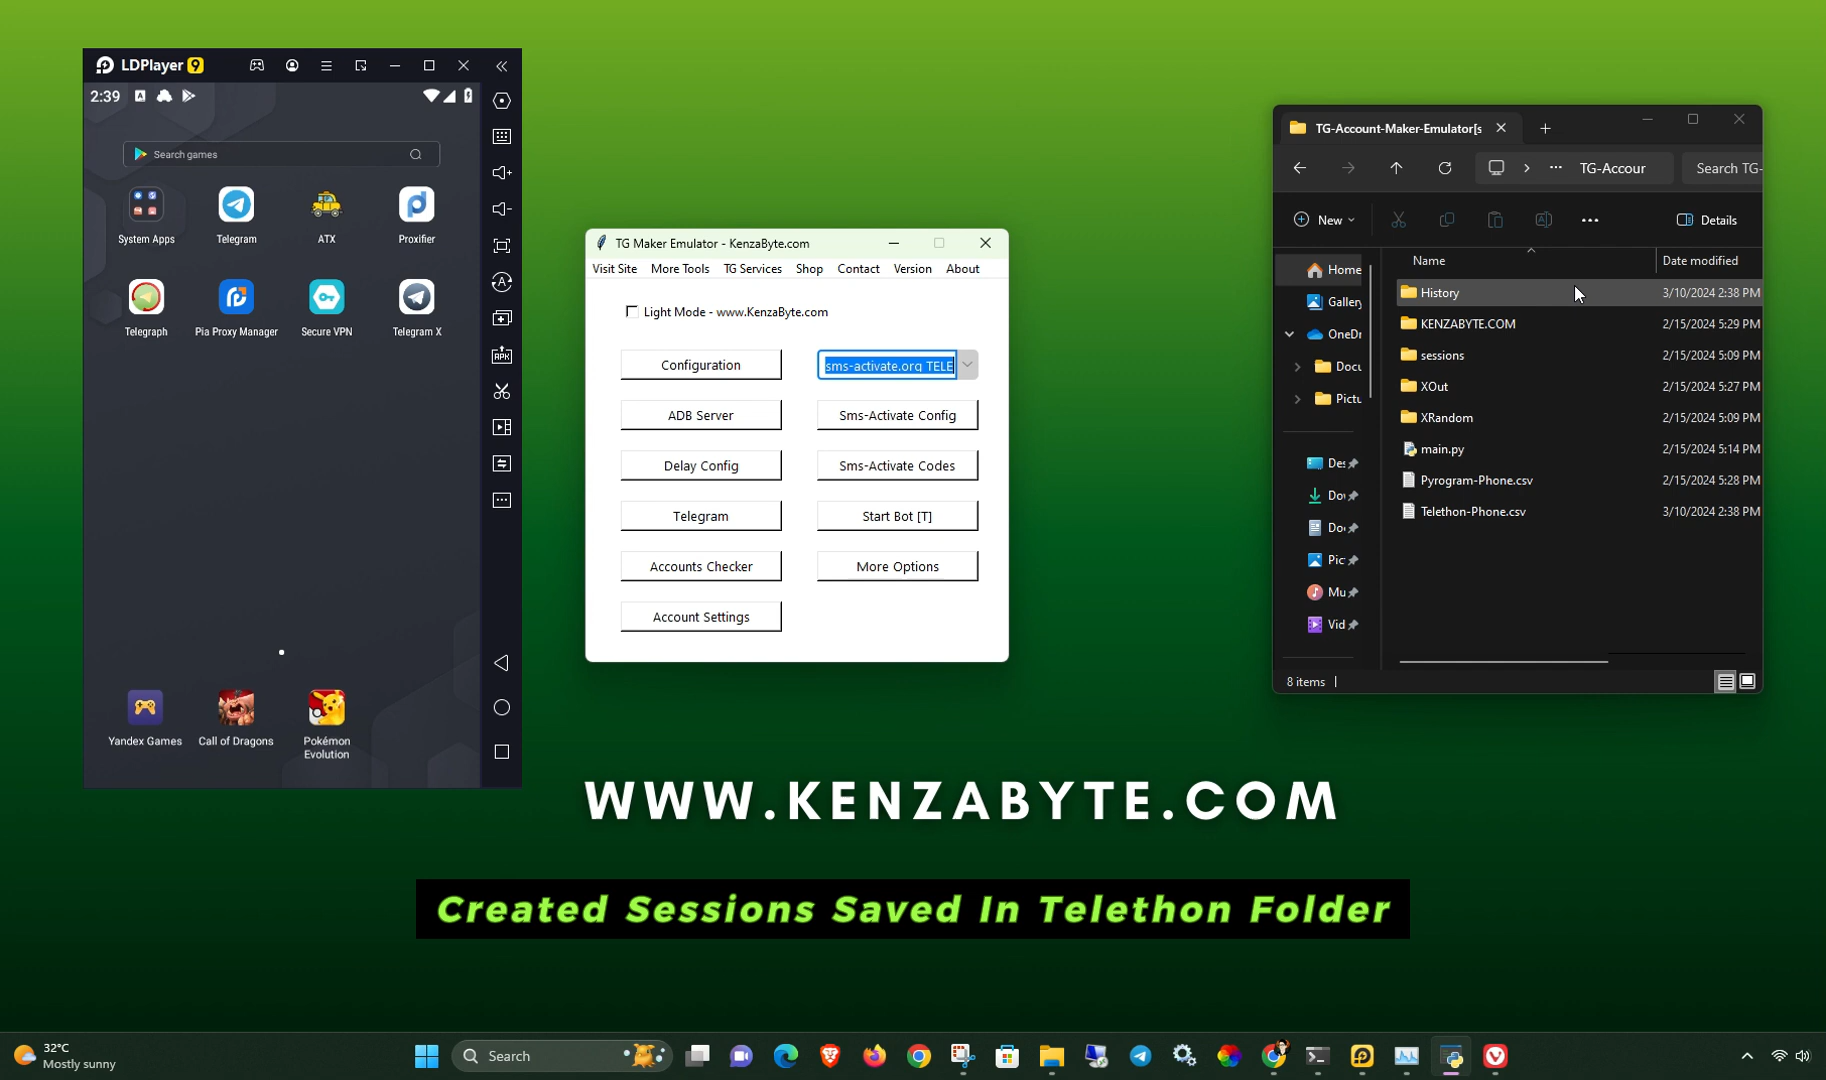 LDPlayer 9
2:39
Search games
System Apps
Telegram
ATX
Proxifier
Telegraph
Pia Proxy Manager
Secure VPN
Telegram X
Yandex Games
Call of Dragons
Pokémon
Evolution
TG Maker Emulator - KenzaByte.com
Visit Site More Tools TG Services Shop Contact Version About
Light Mode - www.KenzaByte.com
Configuration
sms-activate.org TELE
ADB Server
Sms-Activate Config
Delay Config
Sms-Activate Codes
Telegram
Start Bot [T]
Accounts Checker
More Options
Account Settings
TG-Account-Maker-Emulator[s
TG-Accour
Search TG-
New
Details
Name
Date modified
Home
Gallery
OneDr
Docu
Pictu
Des
Dov
Doc
Pic
Mu
Vid
History 3/10/2024 2:38 PM
KENZABYTE.COM 2/15/2024 5:29 PM
sessions 2/15/2024 5:09 PM
XOut 2/15/2024 5:27 PM
XRandom 2/15/2024 5:09 PM
main.py 2/15/2024 5:14 PM
Pyrogram-Phone.csv 2/15/2024 5:28 PM
Telethon-Phone.csv 3/10/2024 2:38 PM
8 items
WWW.KENZABYTE.COM
Created Sessions Saved In Telethon Folder
32°C
Mostly sunny
Search